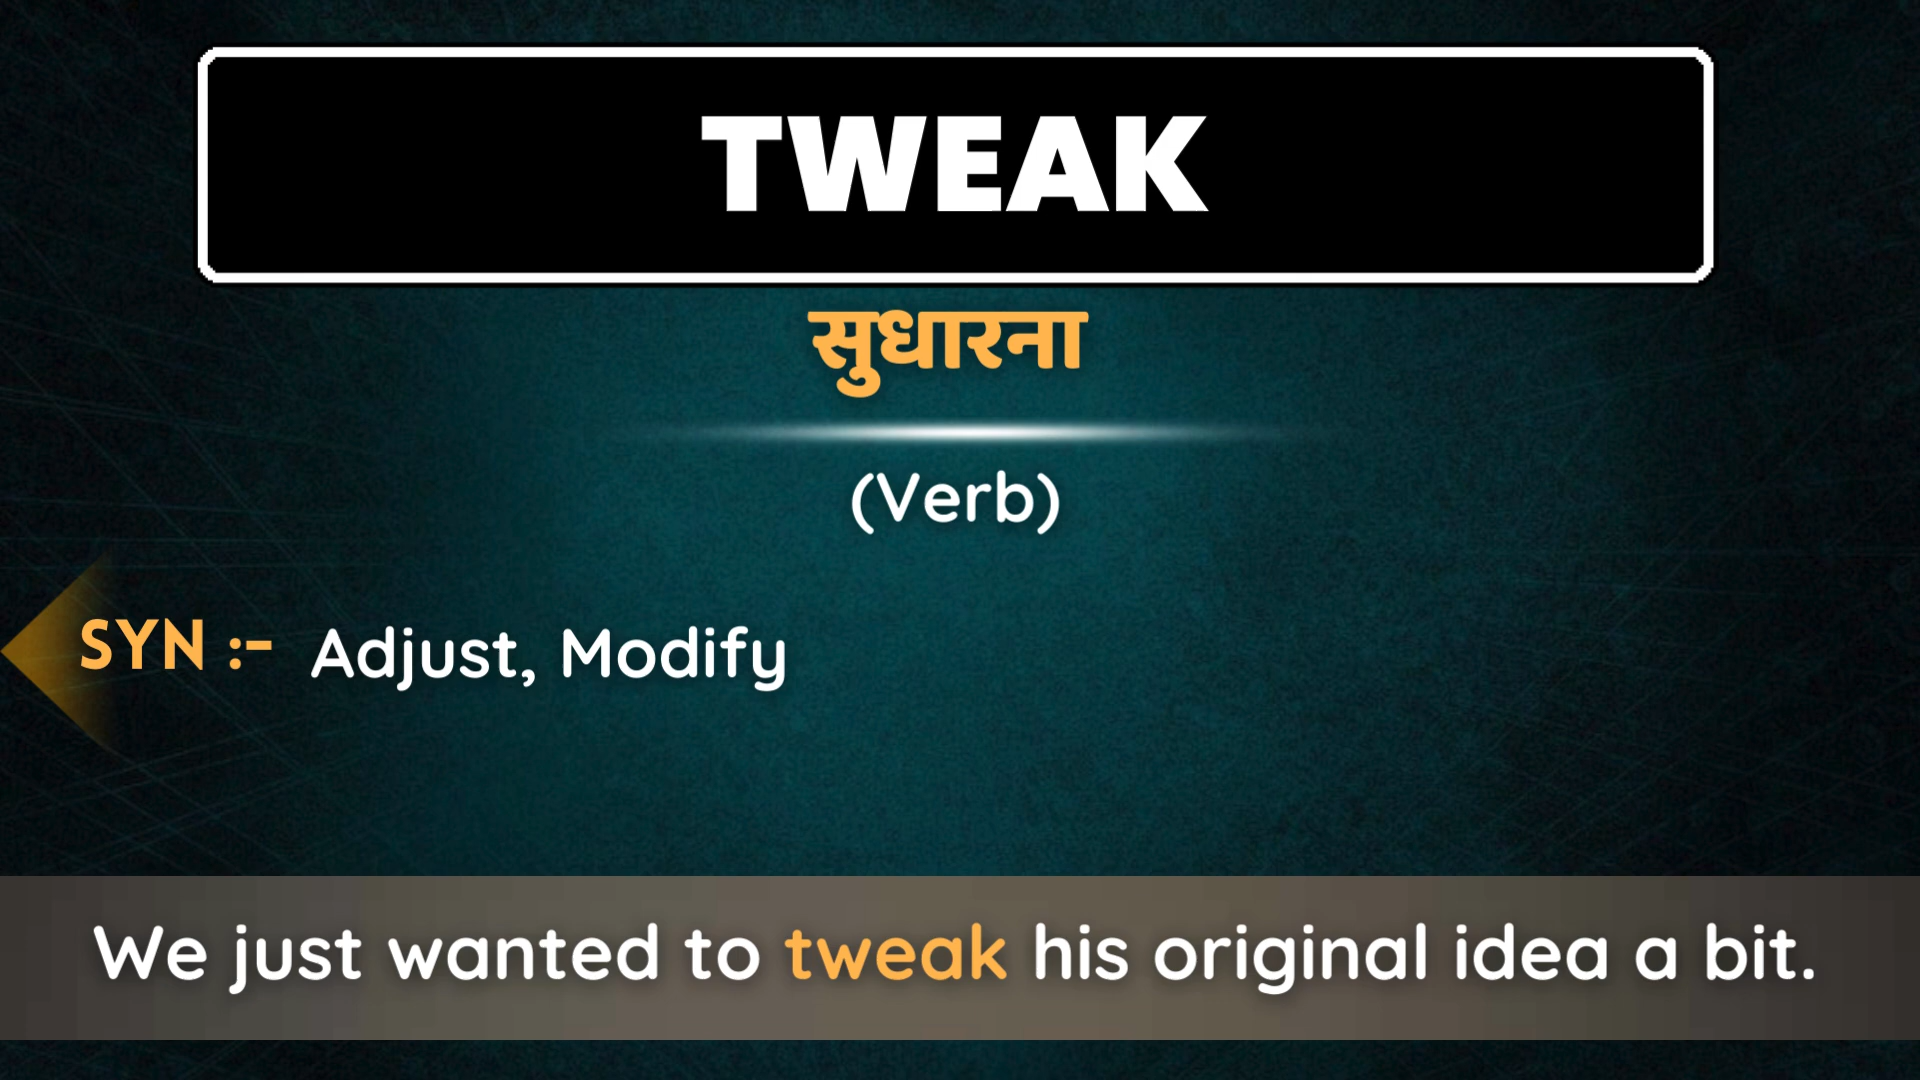 TWEAK
सुधारना
(Verb)
SYN :- Adjust, Modify
We just wanted to tweak his original idea a bit.